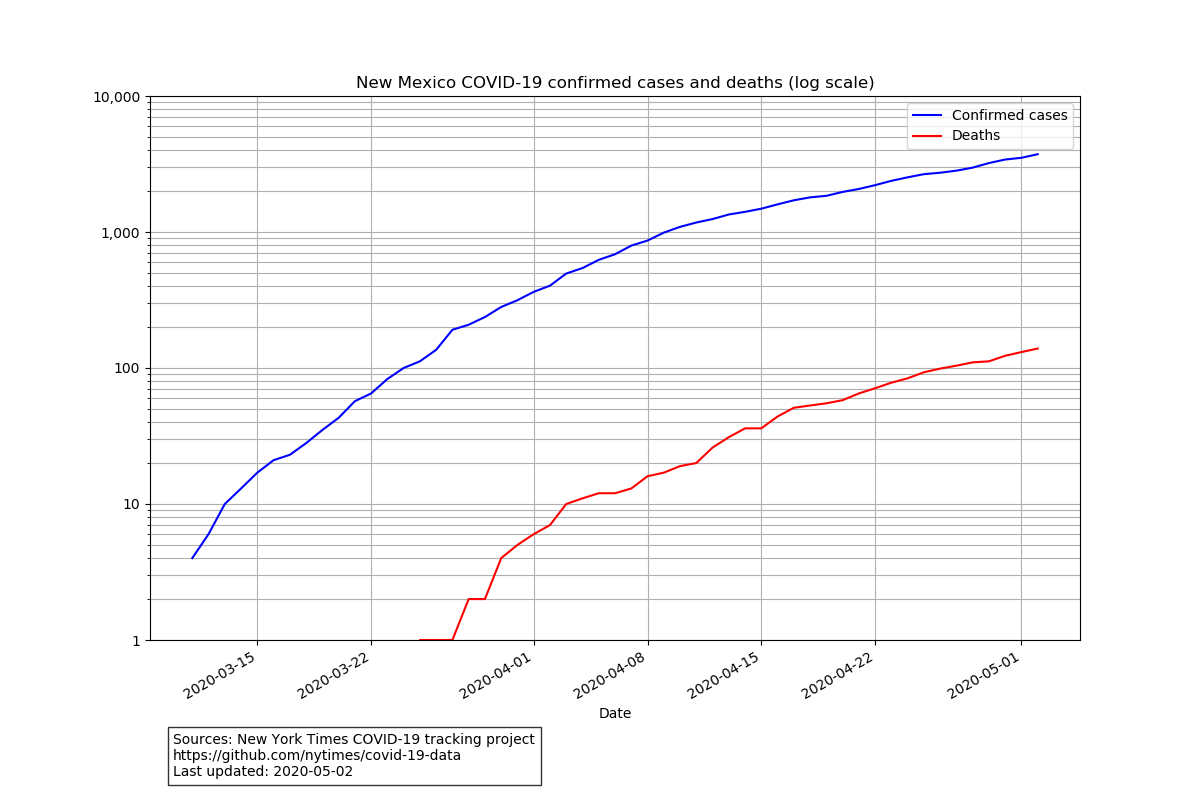 New Mexico COVID-19 confirmed cases and deaths (log scale)
10,000
1,000
100
10
1
Confirmed cases
Deaths
2020-03-15
2020-03-22
2020-04-01
2020-04-08
2020-04-15
2020-04-22
2020-05-01
Date
Sources: New York Times COVID-19 tracking project
https://github.com/nytimes/covid-19-data
Last updated: 2020-05-02